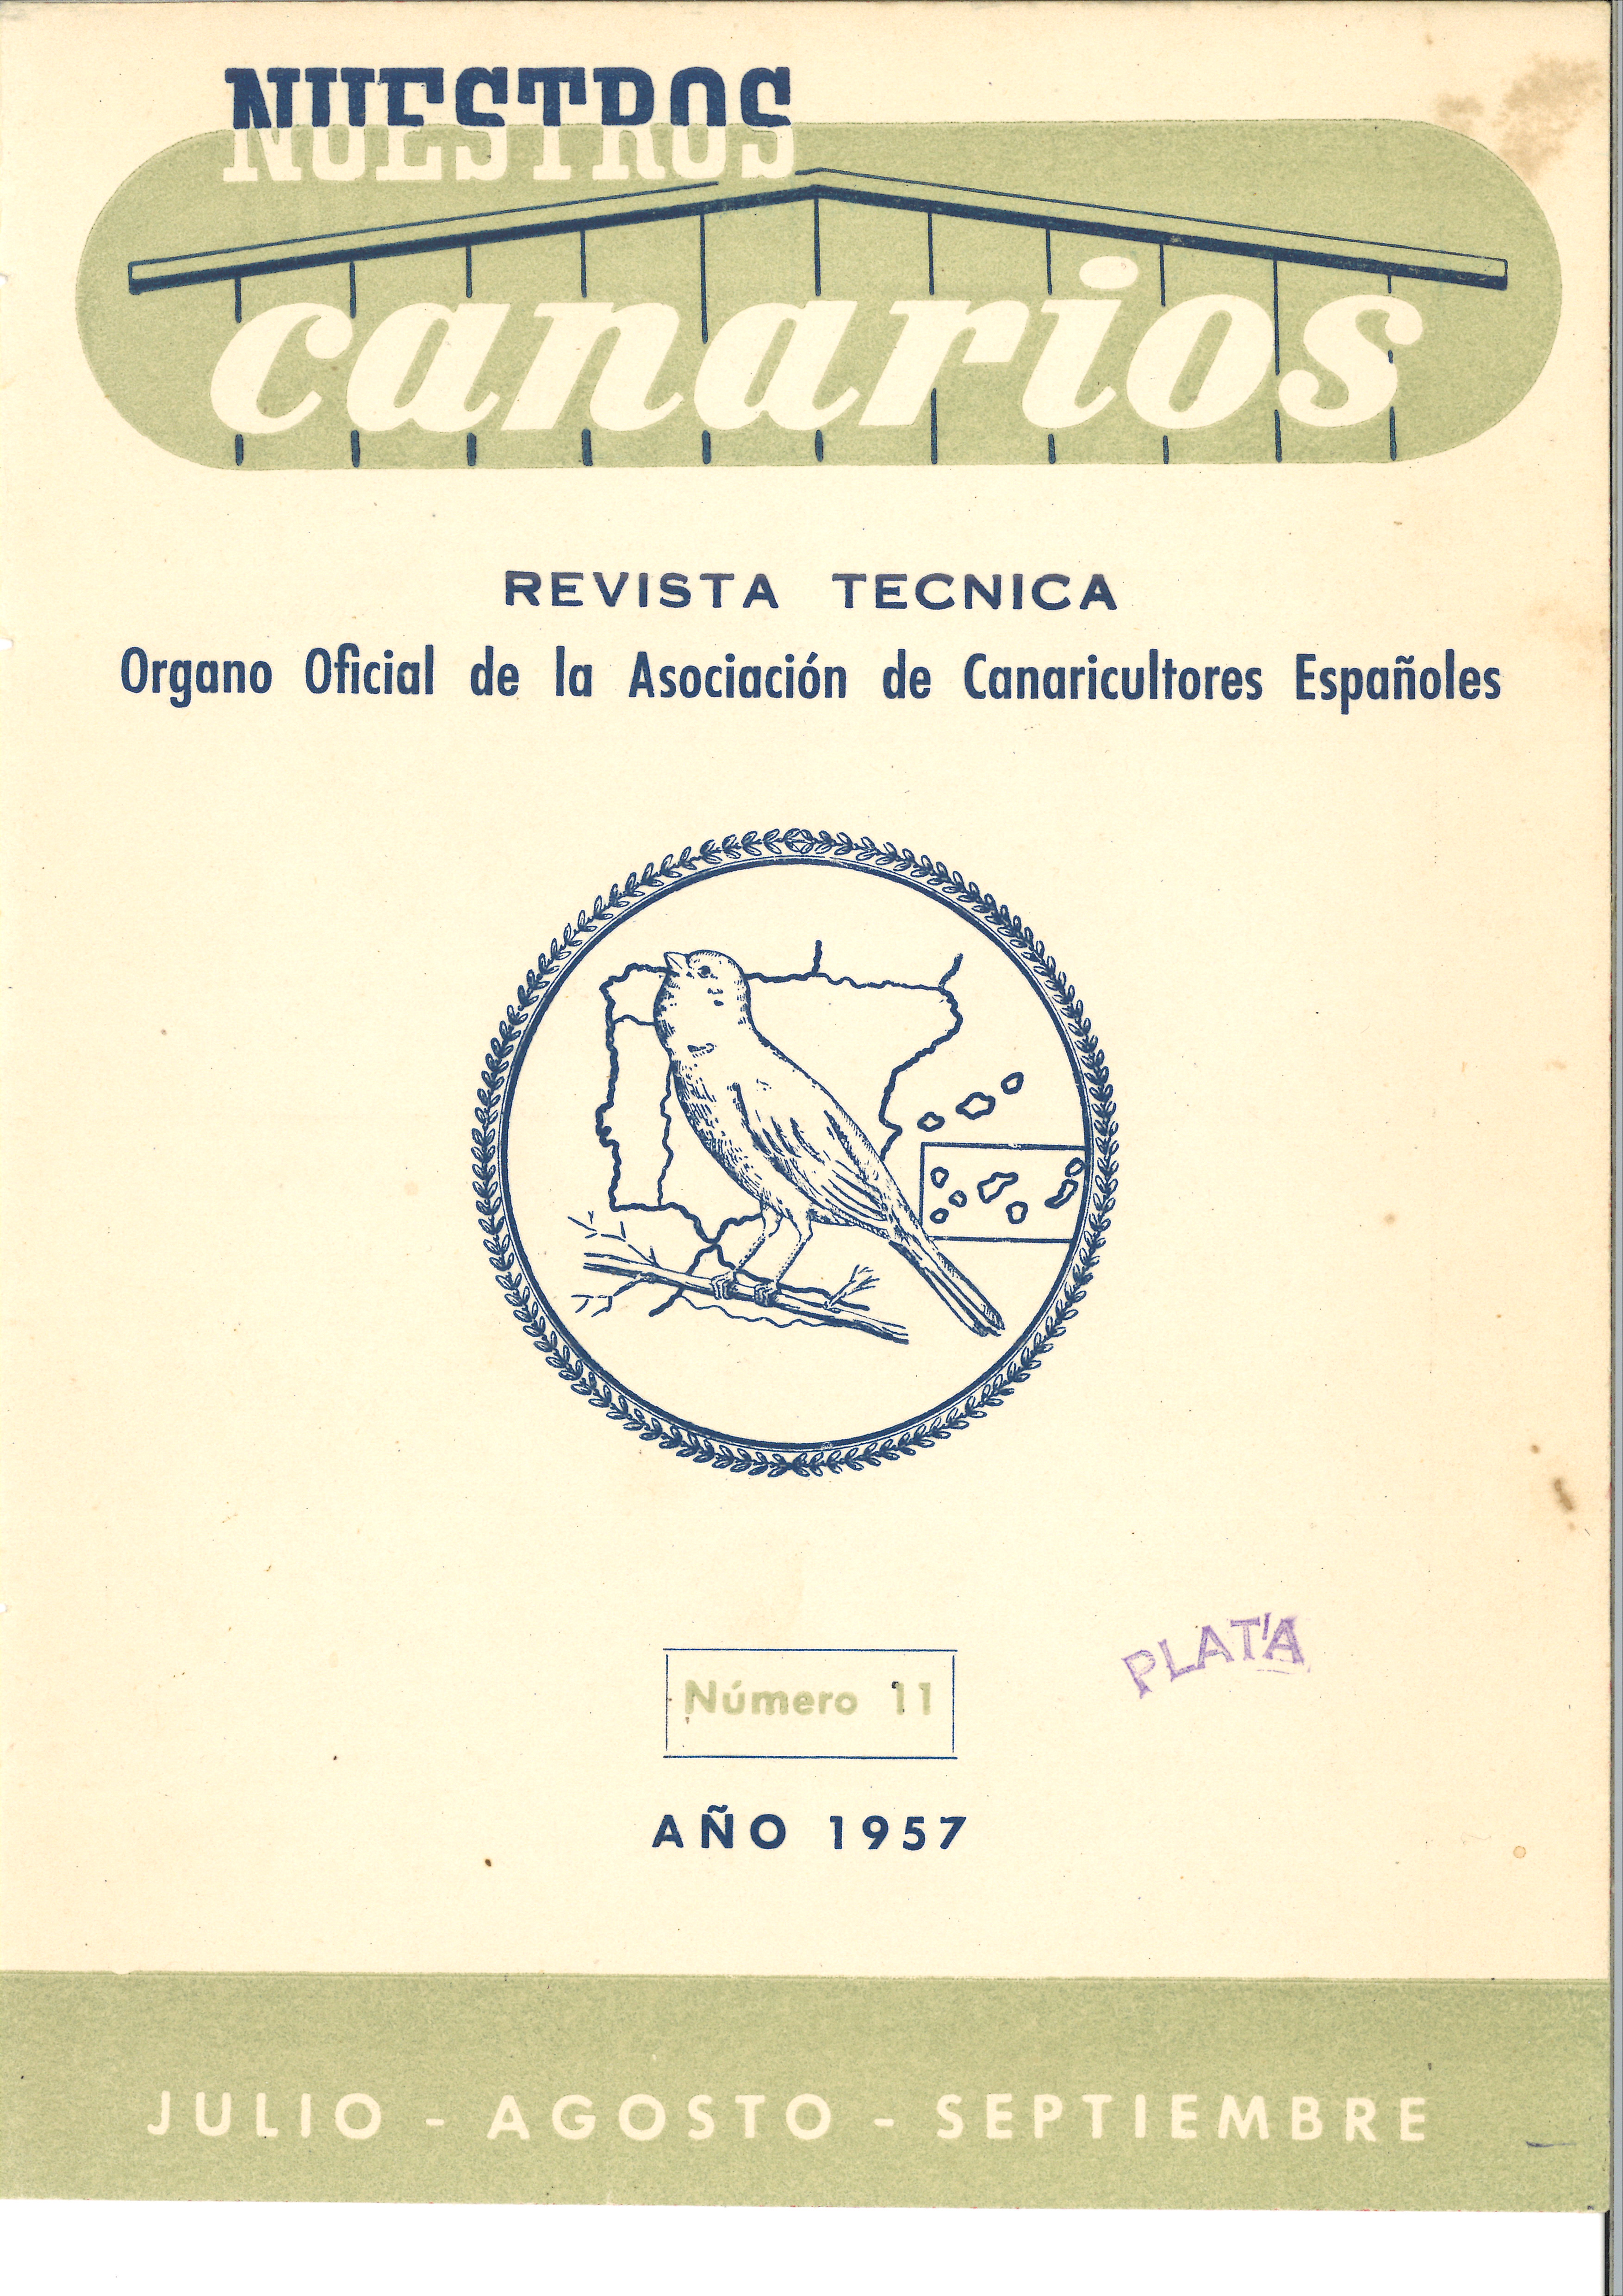 NUESTROS
canarios
REVISTA TECNICA
Organo Oficial de la Asociación de Canaricultores Españoles
PLATA
Número 11
AÑO 1957
JULIO - AGOSTO - SEPTIEMBRE